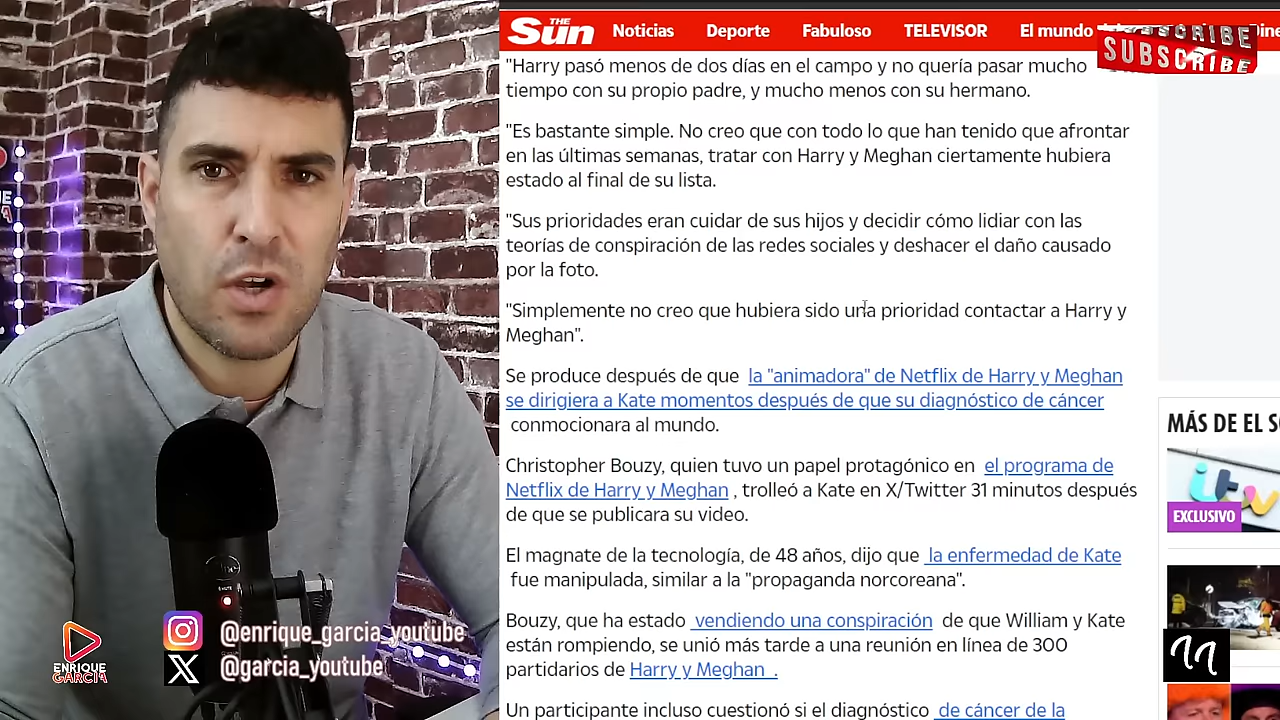 THE
Sun
Noticias
Deporte
Fabuloso
TELEVISOR
El mundo
SUBSCRIBE
"Harry pasó menos de dos días en el campo y no quería pasar mucho
tiempo con su propio padre, y mucho menos con su hermano.
"Es bastante simple. No creo que con todo lo que han tenido que afrontar
en las últimas semanas, tratar con Harry y Meghan ciertamente hubiera
estado al final de su lista.
"Sus prioridades eran cuidar de sus hijos y decidir cómo lidiar con las
teorías de conspiración de las redes sociales y deshacer el daño causado
por la foto.
"Simplemente no creo que hubiera sido una prioridad contactar a Harry y
Meghan".
Se produce después de que la "animadora" de Netflix de Harry y Meghan
se dirigiera a Kate momentos después de que su diagnóstico de cáncer
conmocionara al mundo.
Christopher Bouzy, quien tuvo un papel protagónico en el programa de
Netflix de Harry y Meghan , trolleó a Kate en X/Twitter 31 minutos después
de que se publicara su video.
El magnate de la tecnología, de 48 años, dijo que la enfermedad de Kate
fue manipulada, similar a la "propaganda norcoreana".
Bouzy, que ha estado vendiendo una conspiración de que William y Kate
están rompiendo, se unió más tarde a una reunión en línea de 300
partidarios de Harry y Meghan .
Un participante incluso cuestionó si el diagnóstico de cáncer de la
MÁS DE EL S
itv
EXCLUSIVO
@enrique_garcia_youtube
@garcia_youtube
ENRIQUE
GARCIA